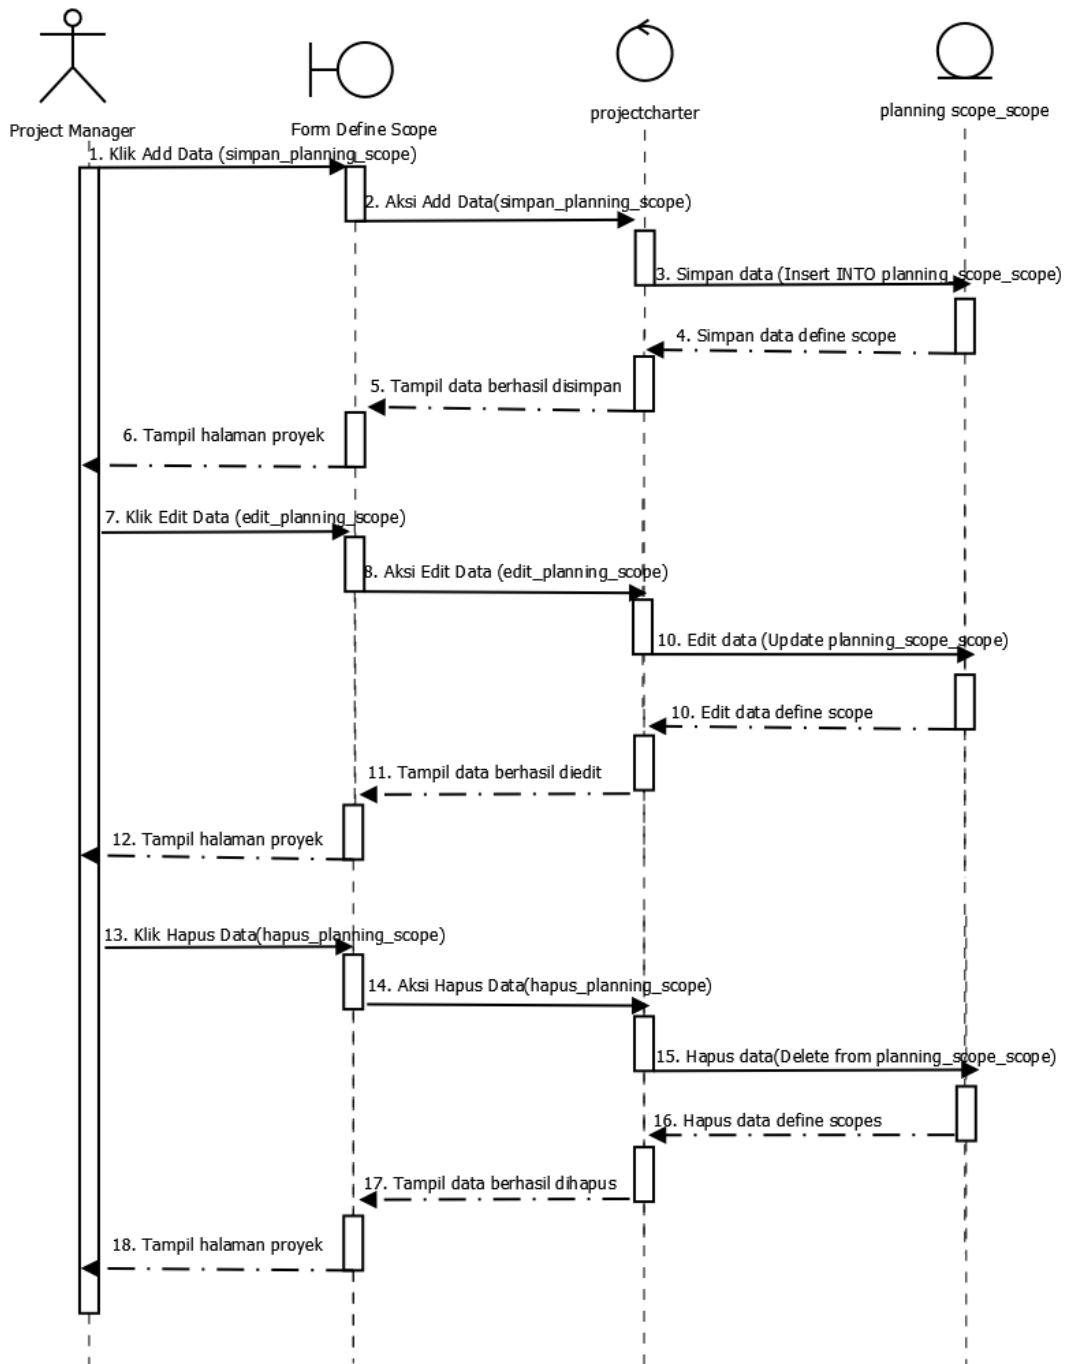 Project Manager
Form Define Scope
projectcharter
planning scope_scope
1. Klik Add Data (simpan_planning_scope)
2. Aksi Add Data(simpan_planning_scope)
3. Simpan data (Insert INTO planning_scope_scope)
4. Simpan data define scope
5. Tampil data berhasil disimpan
6. Tampil halaman proyek
7. Klik Edit Data (edit_planning_scope)
8. Aksi Edit Data (edit_planning_scope)
10. Edit data (Update planning_scope_scope)
10. Edit data define scope
11. Tampil data berhasil diedit
12. Tampil halaman proyek
13. Klik Hapus Data(hapus_planning_scope)
14. Aksi Hapus Data(hapus_planning_scope)
15. Hapus data(Delete from planning_scope_scope)
16. Hapus data define scopes
17. Tampil data berhasil dihapus
18. Tampil halaman proyek